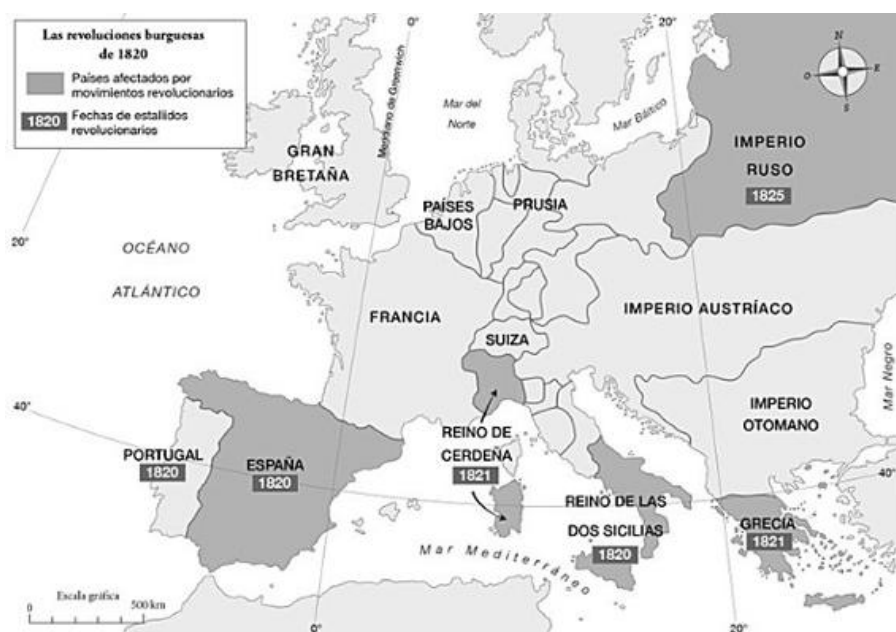 Las revoluciones burguesas
de 1820
Países afectados por
movimientos revolucionarios
1820
Fechas de estallidos
revolucionarios
0°
20°
Meridiano de Greenwich
Mar del
Norte
Mar Báltico
N
O
E
S
GRAN
BRETAÑA
IMPERIO
RUSO
1825
PAÍSES
BAJOS
PRUSIA
20°
OCÉANO
ATLÁNTICO
FRANCIA
IMPERIO AUSTRÍACO
SUIZA
Mar Negro
40°
IMPERIO
OTOMANO
REINO DE
CERDEÑA
1821
PORTUGAL
1820
ESPAÑA
1820
40°
REINO DE LAS
DOS SICILIAS
1820
GRECIA
1821
Mar Mediterráneo
Escala gráfica
0
500 km
0°
20°